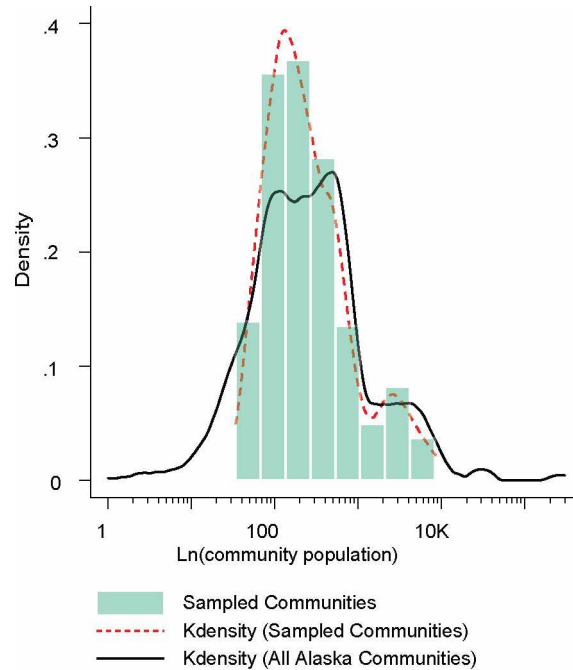 .4
.3
.2
.1
0
Density
1
100
10K
Ln(community population)
Sampled Communities
Kdensity (Sampled Communities)
Kdensity (All Alaska Communities)